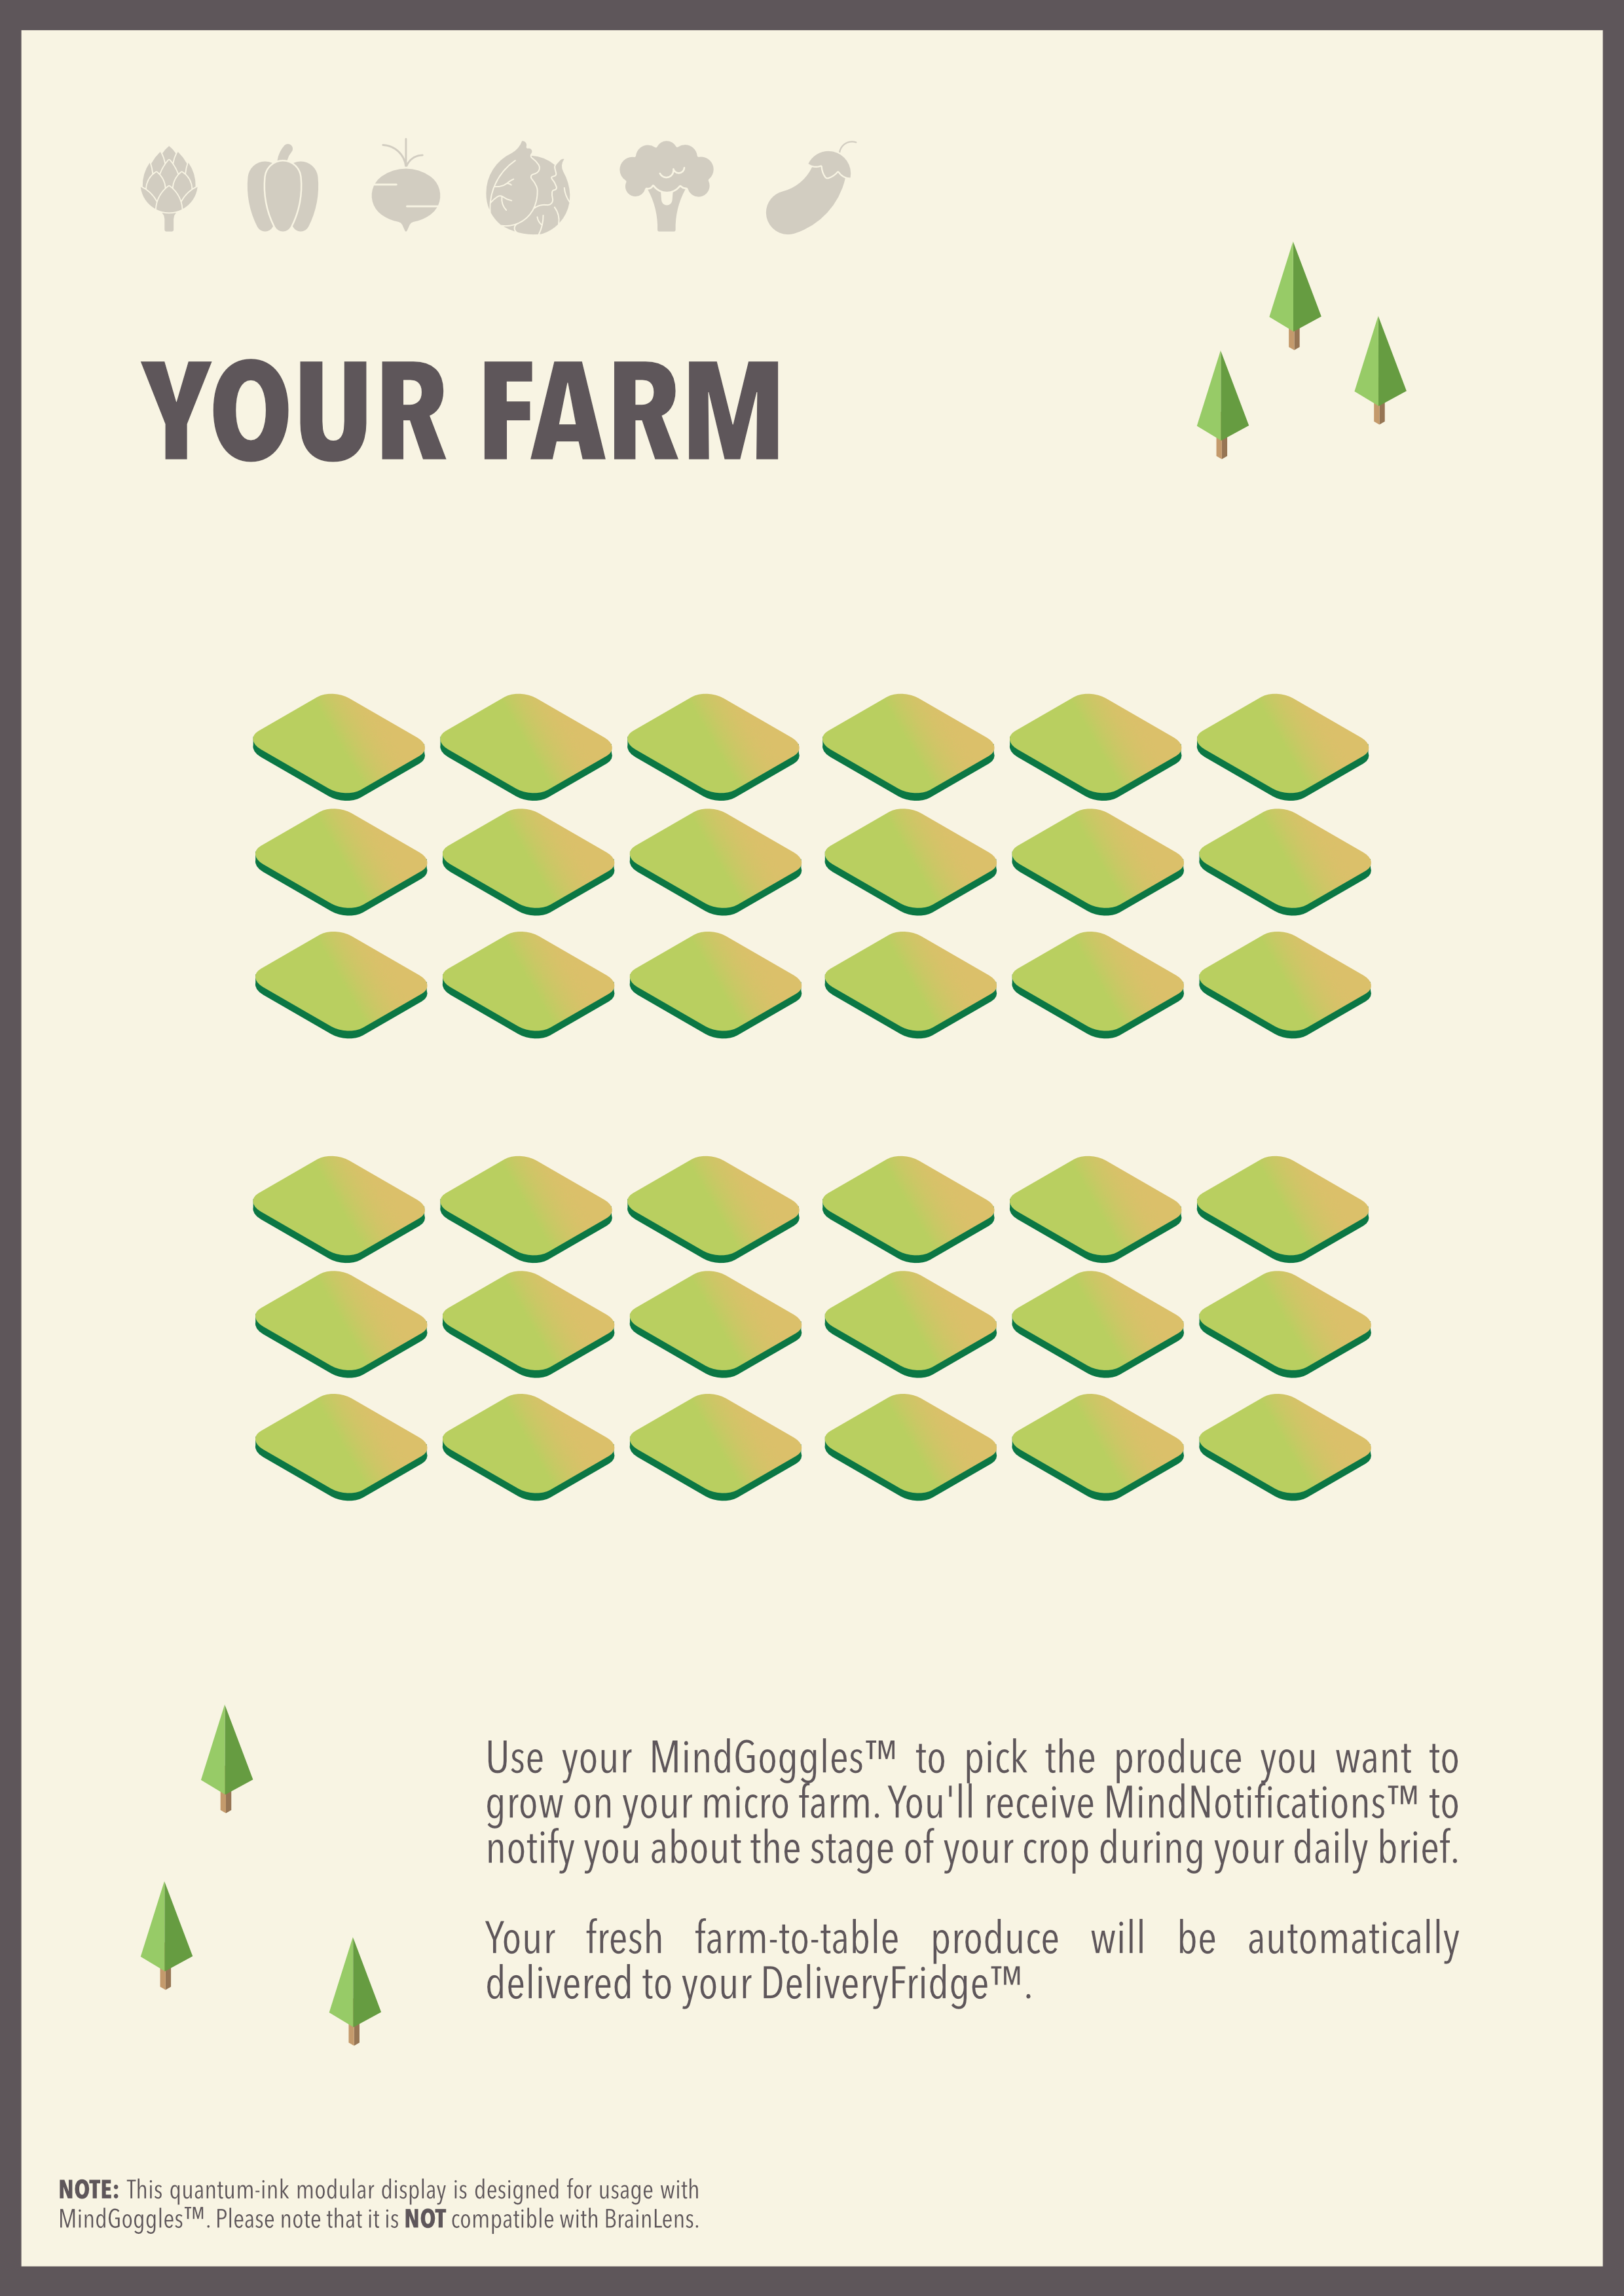 YOUR FARM
Use your MindGoggles™ to pick the produce you want to
grow on your micro farm. You'll receive MindNotifications™ to
notify you about the stage of your crop during your daily brief.
Your fresh farm-to-table produce will be automatically
delivered to your DeliveryFridge™.
NOTE: This quantum-ink modular display is designed for usage with
MindGoggles™. Please note that it is NOT compatible with BrainLens.